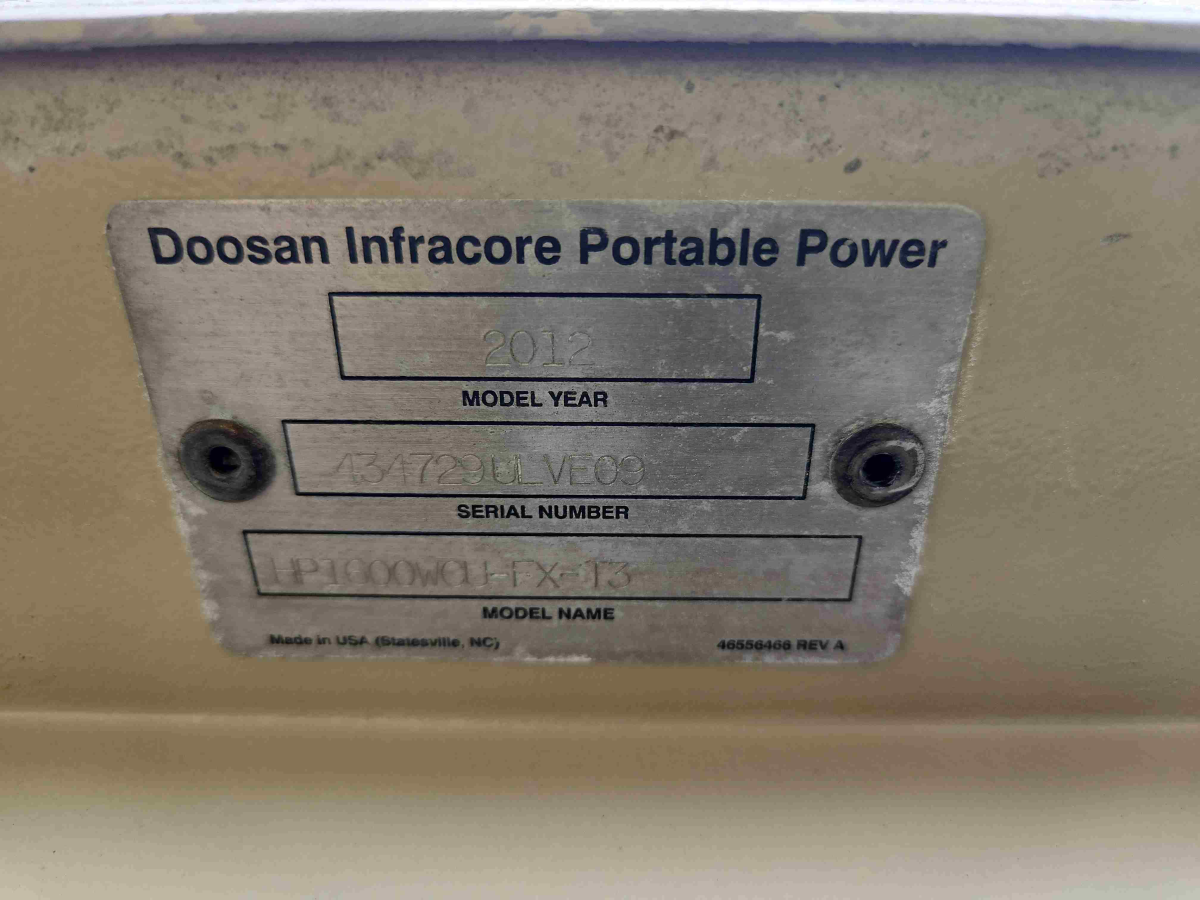 Doosan Infracore Portable Power
2012
MODEL YEAR
434729ULVE09
SERIAL NUMBER
HP1600WCU-FX-T3
MODEL NAME
Made in USA (Statesville, NC)
46556466 REV A